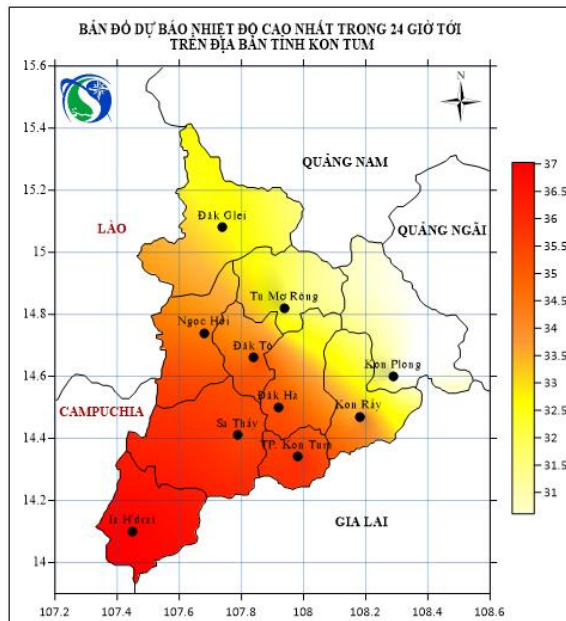 BẢN ĐỒ DỰ BÁO NHIỆT ĐỘ CAO NHẤT TRONG 24 GIỜ TỚI
TRÊN ĐỊA BÀN TỈNH KON TUM
15.6
N
15.4
QUẢNG NAM
37
15.2
36.5
Đăk Glei
QUẢNG NGÃI
36
LÀO
15
35.5
35
Tu Mơ Rông
14.8
34.5
Ngọc Hồi
34
Đăk Tô
Kon Plong
33.5
14.6
33
CAMPUCHIA
Đăk Hà
Kon Rẫy
32.5
Sa Thầy
14.4
32
TP. Kon Tum
31.5
14.2
31
GIA LAI
Ia H'drai
14
107.2 107.4 107.6 107.8 108 108.2 108.4 108.6